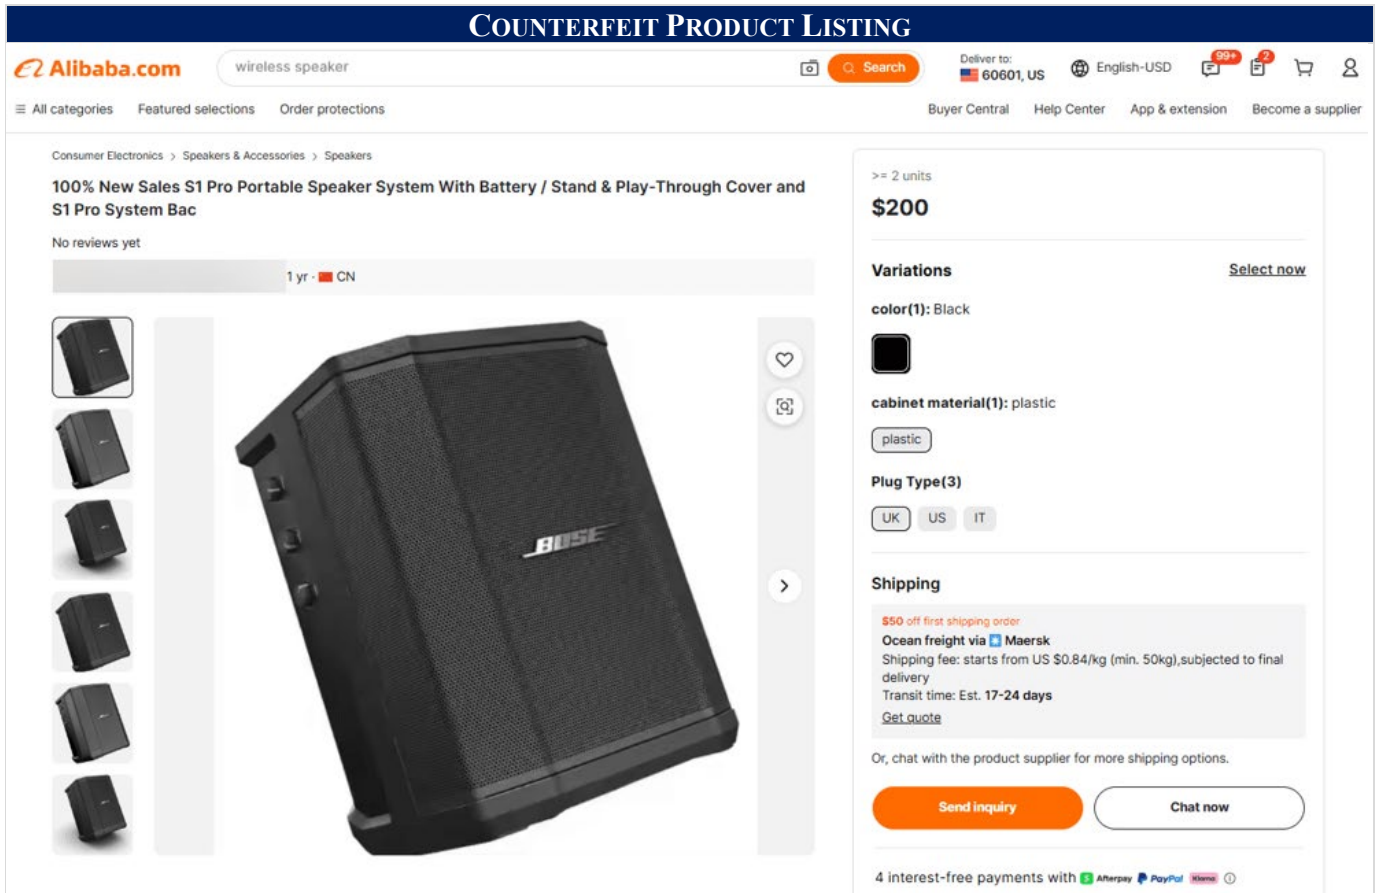 COUNTERFEIT PRODUCT LISTING
Alibaba.com
wireless speaker
Search
Deliver to:
60601, US
English-USD
99+
2
All categories
Featured selections
Order protections
Buyer Central
Help Center
App & extension
Become a supplier
Consumer Electronics > Speakers & Accessories > Speakers
100% New Sales S1 Pro Portable Speaker System With Battery / Stand & Play-Through Cover and
S1 Pro System Bac
No reviews yet
1 yr · CN
BOSE
>= 2 units
$200
Variations
Select now
color(1): Black
cabinet material(1): plastic
plastic
Plug Type(3)
UK
US
IT
Shipping
$50 off first shipping order
Ocean freight via Maersk
Shipping fee: starts from US $0.84/kg (min. 50kg),subjected to final
delivery
Transit time: Est. 17-24 days
Get quote
Or, chat with the product supplier for more shipping options.
Send inquiry
Chat now
4 interest-free payments with Afterpay PayPal Klarna